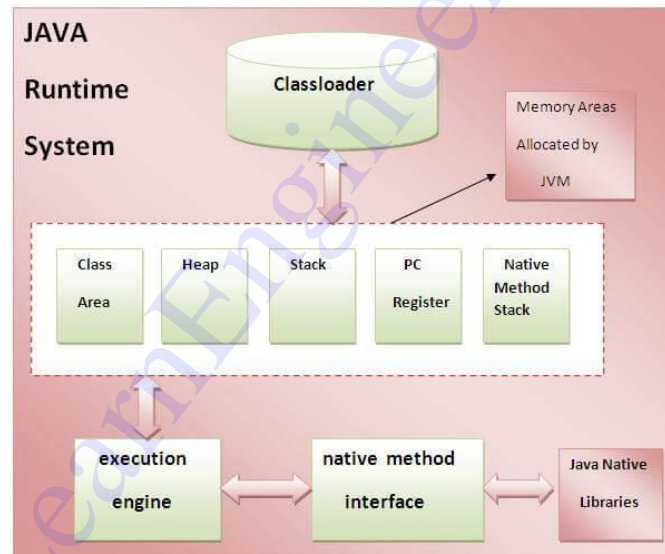 JAVA
Runtime
System
Classloader
Memory Areas
Allocated by
JVM
Class
Area
Heap
Stack
PC
Register
Native
Method
Stack
execution
engine
native method
interface
Java Native
Libraries
earnEnginee